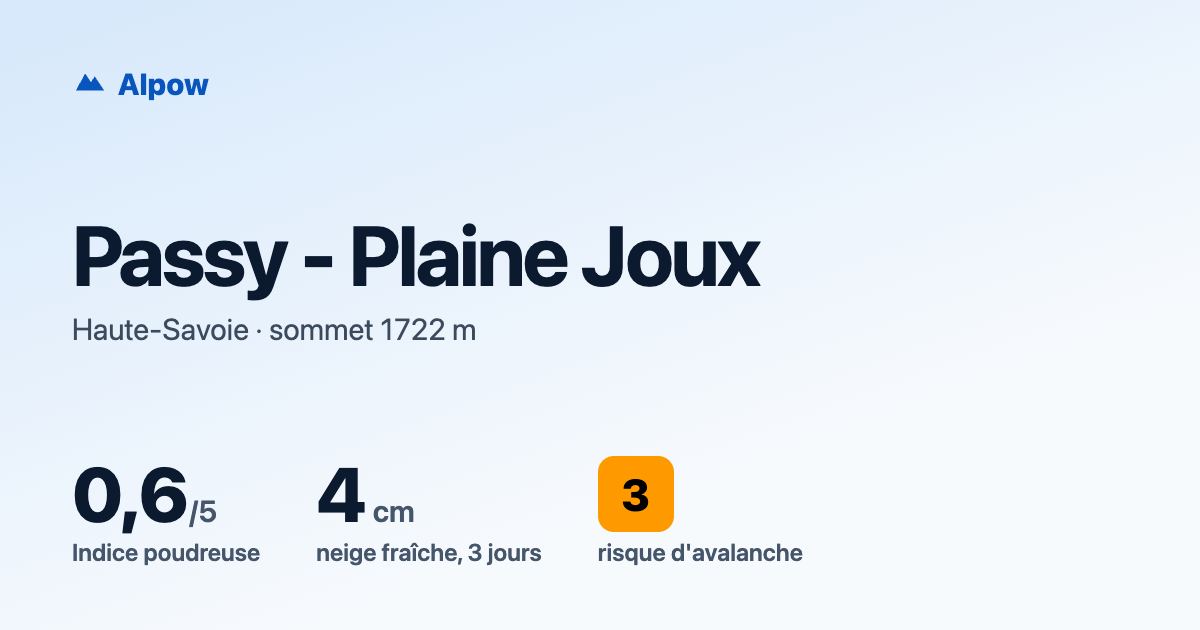 Alpow
Passy - Plaine Joux
Haute-Savoie · sommet 1722 m
0,6/5
Indice poudreuse
4 cm
neige fraîche, 3 jours
3
risque d'avalanche